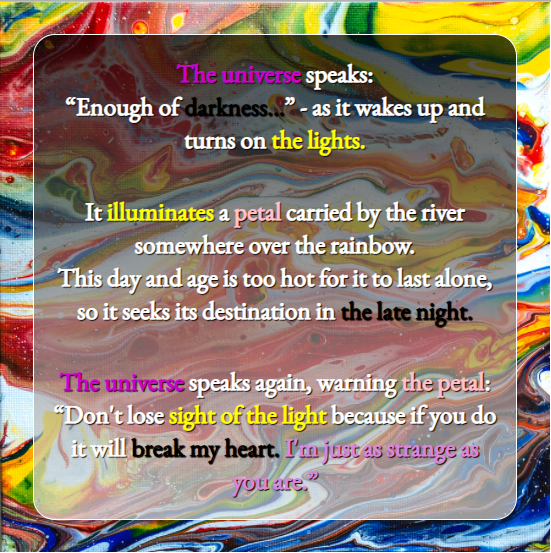 The universe speaks:
“Enough of darkness...” - as it wakes up and
turns on the lights.
It illuminates a petal carried by the river
somewhere over the rainbow.
This day and age is too hot for it to last alone,
so it seeks its destination in the late night.
The universe speaks again, warning the petal:
“Don't lose sight of the light because if you do
it will break my heart. I'm just as strange as
you are.”